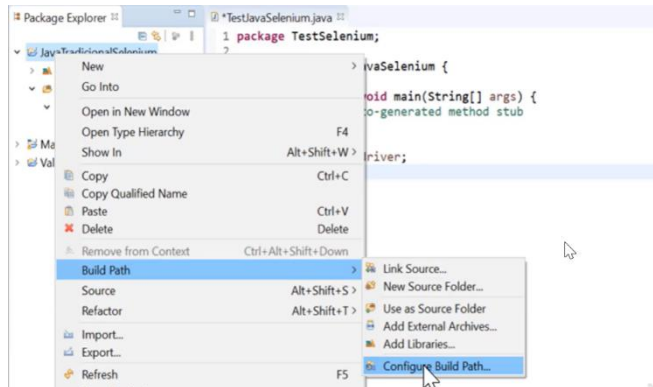 Package Explorer
*TestJavaSelenium.java
1 package TestSelenium;
2
JavaTradicionalSelenium
vaSelenium {
oid main(String[] args) {
o-generated method stub
Ma
Val
driver;
New
Go Into
Open in New Window
Open Type Hierarchy F4
Show In Alt+Shift+W >
Copy Ctrl+C
Copy Qualified Name
Paste Ctrl+V
Delete Delete
Remove from Context Ctrl+Alt+Shift+Down
Build Path
Source Alt+Shift+S >
Refactor Alt+Shift+T >
Import...
Export...
Refresh F5
Link Source...
New Source Folder...
Use as Source Folder
Add External Archives...
Add Libraries...
Configure Build Path...